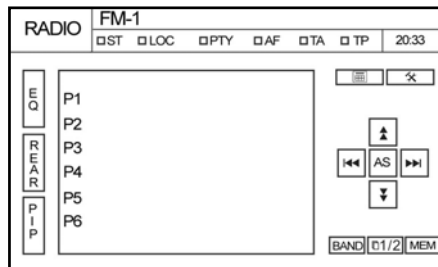 RADIO
FM-1
ST LOC PTY AF TA TP 20:33
EQ
REAR
PIP
P1
P2
P3
P4
P5
P6
AS
BAND 1/2 MEM